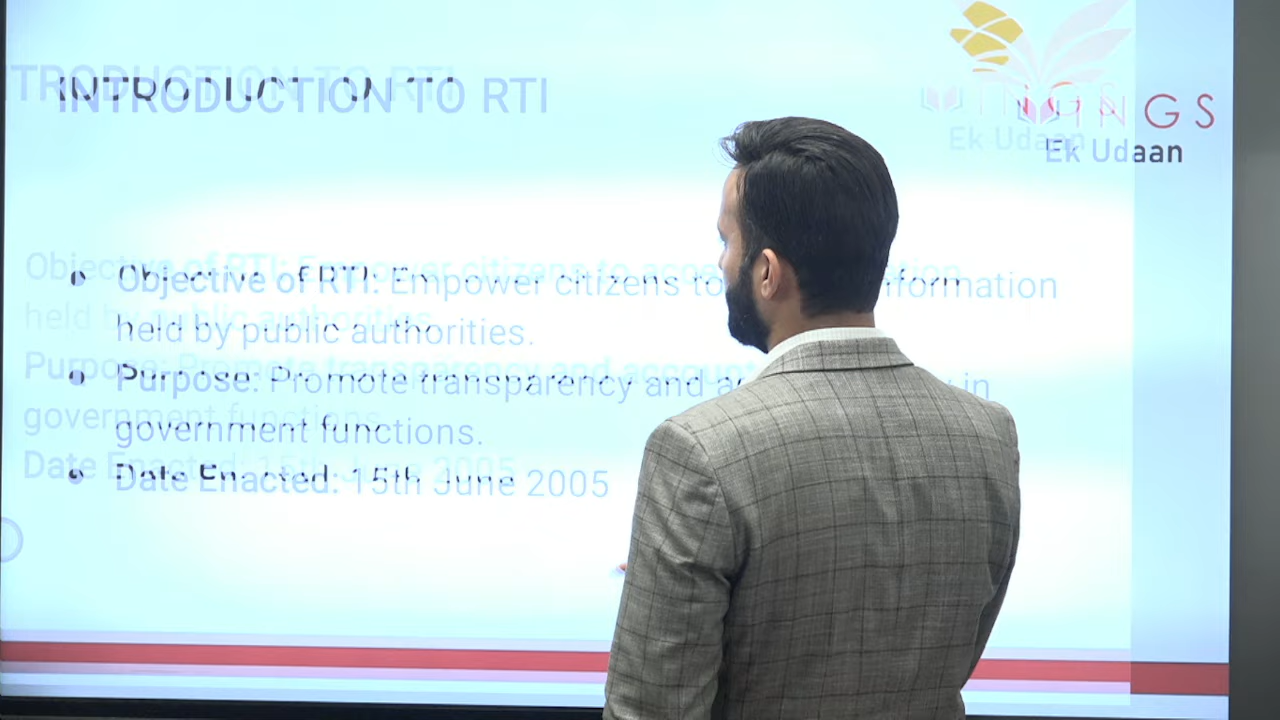 INTRODUCTION TO RTI
WINGS
Ek Udaan
• Objective of RTI: Empower citizens to information
held by public authorities.
• Purpose: Promote transparency and in
government functions.
• Date Enacted: 15th June 2005